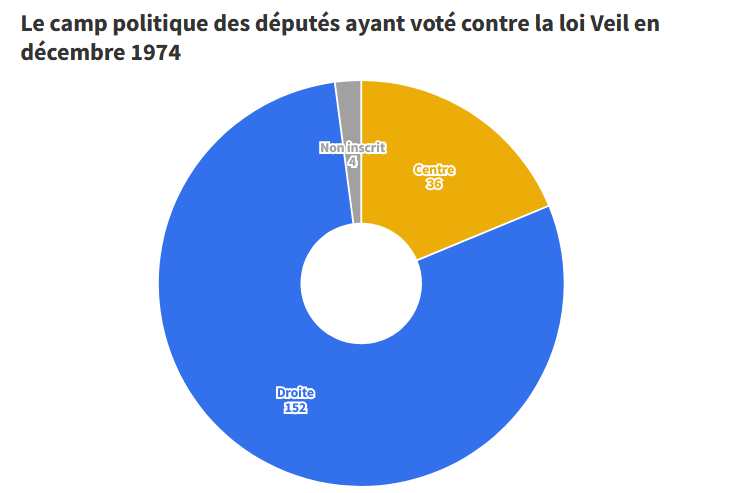 Le camp politique des députés ayant voté contre la loi Veil en
décembre 1974
Non inscrit
4
Centre
36
Droite
152